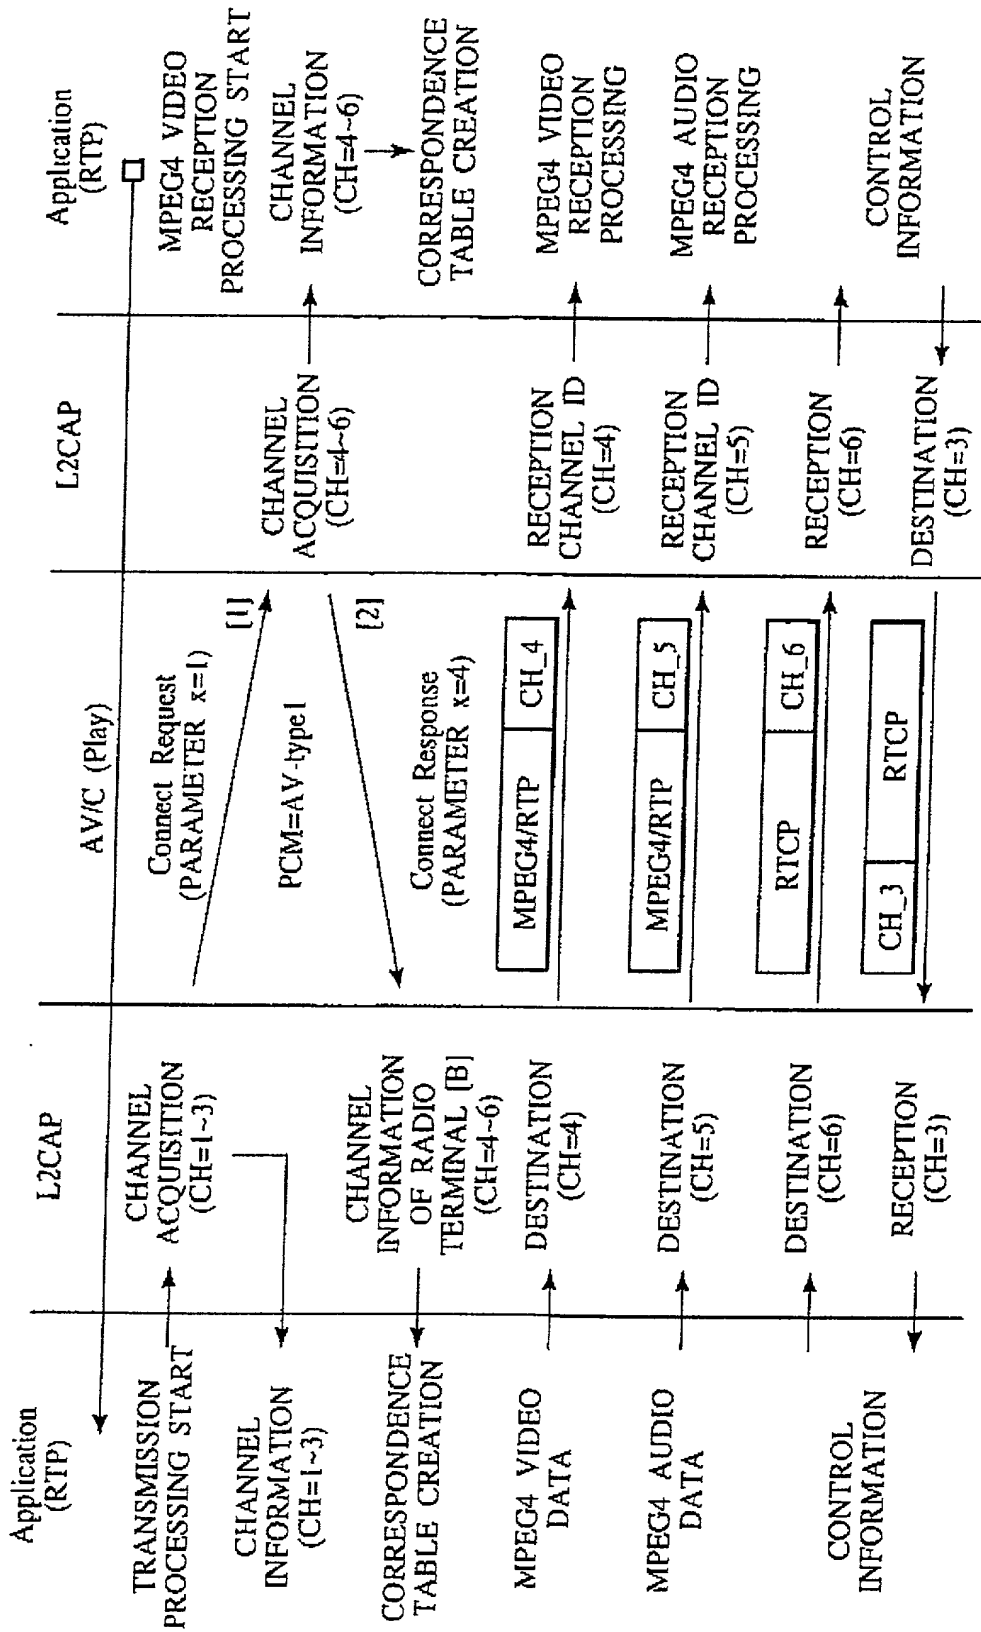 Application
(RTP)
L2CAP
AV/C (Play)
L2CAP
Application
(RTP)
TRANSMISSION
PROCESSING START
CHANNEL
ACQUISITION
(CH=1~3)
Connect Request
(PARAMETER x=1)
[1]
MPEG4 VIDEO
RECEPTION
PROCESSING START
CHANNEL
INFORMATION
(CH=1~3)
PCM=AV-type1
CHANNEL
ACQUISITION
(CH=4~6)
CHANNEL
INFORMATION
(CH=4~6)
CORRESPONDENCE
TABLE CREATION
CHANNEL
INFORMATION
OF RADIO
TERMINAL [B]
(CH=4~6)
[2]
Connect Response
(PARAMETER x=4)
CORRESPONDENCE
TABLE CREATION
MPEG4 VIDEO
DATA
DESTINATION
(CH=4)
MPEG4/RTP
CH_4
RECEPTION
CHANNEL ID
(CH=4)
MPEG4 VIDEO
RECEPTION
PROCESSING
MPEG4 AUDIO
DATA
DESTINATION
(CH=5)
MPEG4/RTP
CH_5
RECEPTION
CHANNEL ID
(CH=5)
MPEG4 AUDIO
RECEPTION
PROCESSING
CONTROL
INFORMATION
DESTINATION
(CH=6)
RTCP
CH_6
RECEPTION
(CH=6)
CONTROL
INFORMATION
RECEPTION
(CH=3)
CH_3
RTCP
DESTINATION
(CH=3)